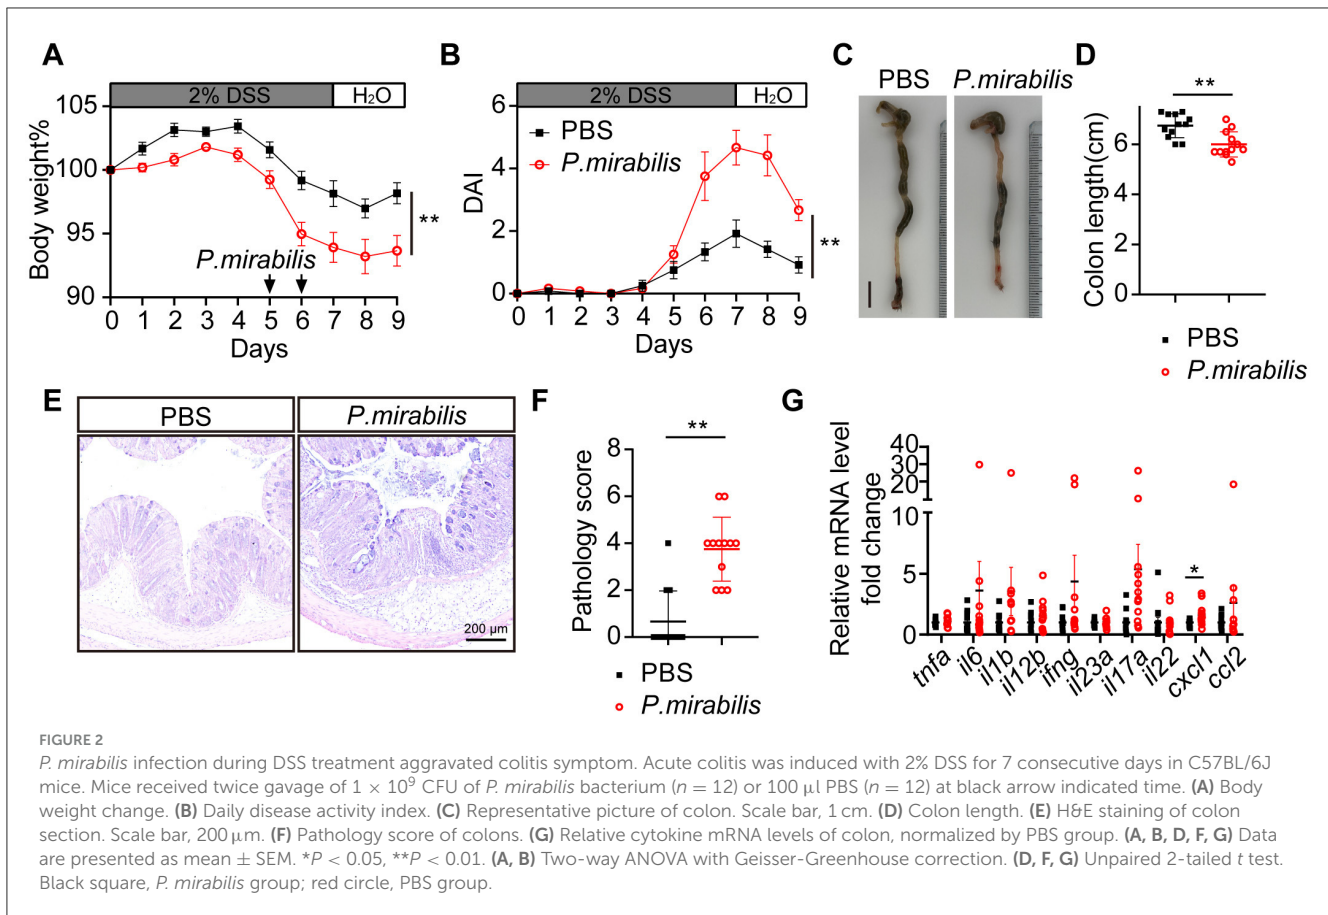 A
2% DSS
H₂O
105
100
95
90
Body weight%
P.mirabilis
**
0 1 2 3 4 5 6 7 8 9
Days
B
2% DSS
H₂O
6
4
2
0
DAI
PBS
P.mirabilis
**
0 1 2 3 4 5 6 7 8 9
Days
C
PBS P.mirabilis
D
**
8
6
4
2
0
Colon length(cm)
PBS
P.mirabilis
E
PBS P.mirabilis
200 μm
F
**
8
6
4
2
0
Pathology score
PBS
P.mirabilis
G
40
30
20
10
5
0
Relative mRNA level
fold change
*
tnfa il6 il1b il12b ifng il23a il17a il22 cxcl1 ccl2
PBS
P.mirabilis
FIGURE 2
P. mirabilis infection during DSS treatment aggravated colitis symptom. Acute colitis was induced with 2% DSS for 7 consecutive days in C57BL/6J
mice. Mice received twice gavage of 1 × 10⁹ CFU of P. mirabilis bacterium (n = 12) or 100 μl PBS (n = 12) at black arrow indicated time. (A) Body
weight change. (B) Daily disease activity index. (C) Representative picture of colon. Scale bar, 1 cm. (D) Colon length. (E) H&E staining of colon
section. Scale bar, 200 μm. (F) Pathology score of colons. (G) Relative cytokine mRNA levels of colon, normalized by PBS group. (A, B, D, F, G) Data
are presented as mean ± SEM. *P < 0.05, **P < 0.01. (A, B) Two-way ANOVA with Geisser-Greenhouse correction. (D, F, G) Unpaired 2-tailed t test.
Black square, P. mirabilis group; red circle, PBS group.